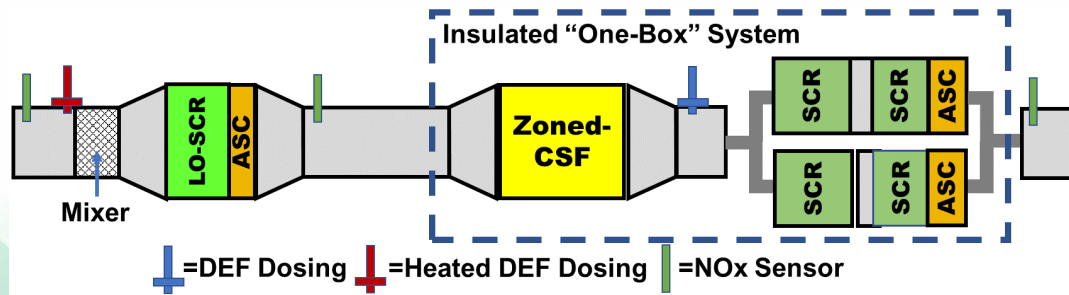 Insulated “One-Box” System
LO-SCR
ASC
Zoned-
CSF
SCR
SCR
ASC
SCR
SCR
ASC
Mixer
=DEF Dosing =Heated DEF Dosing =NOx Sensor